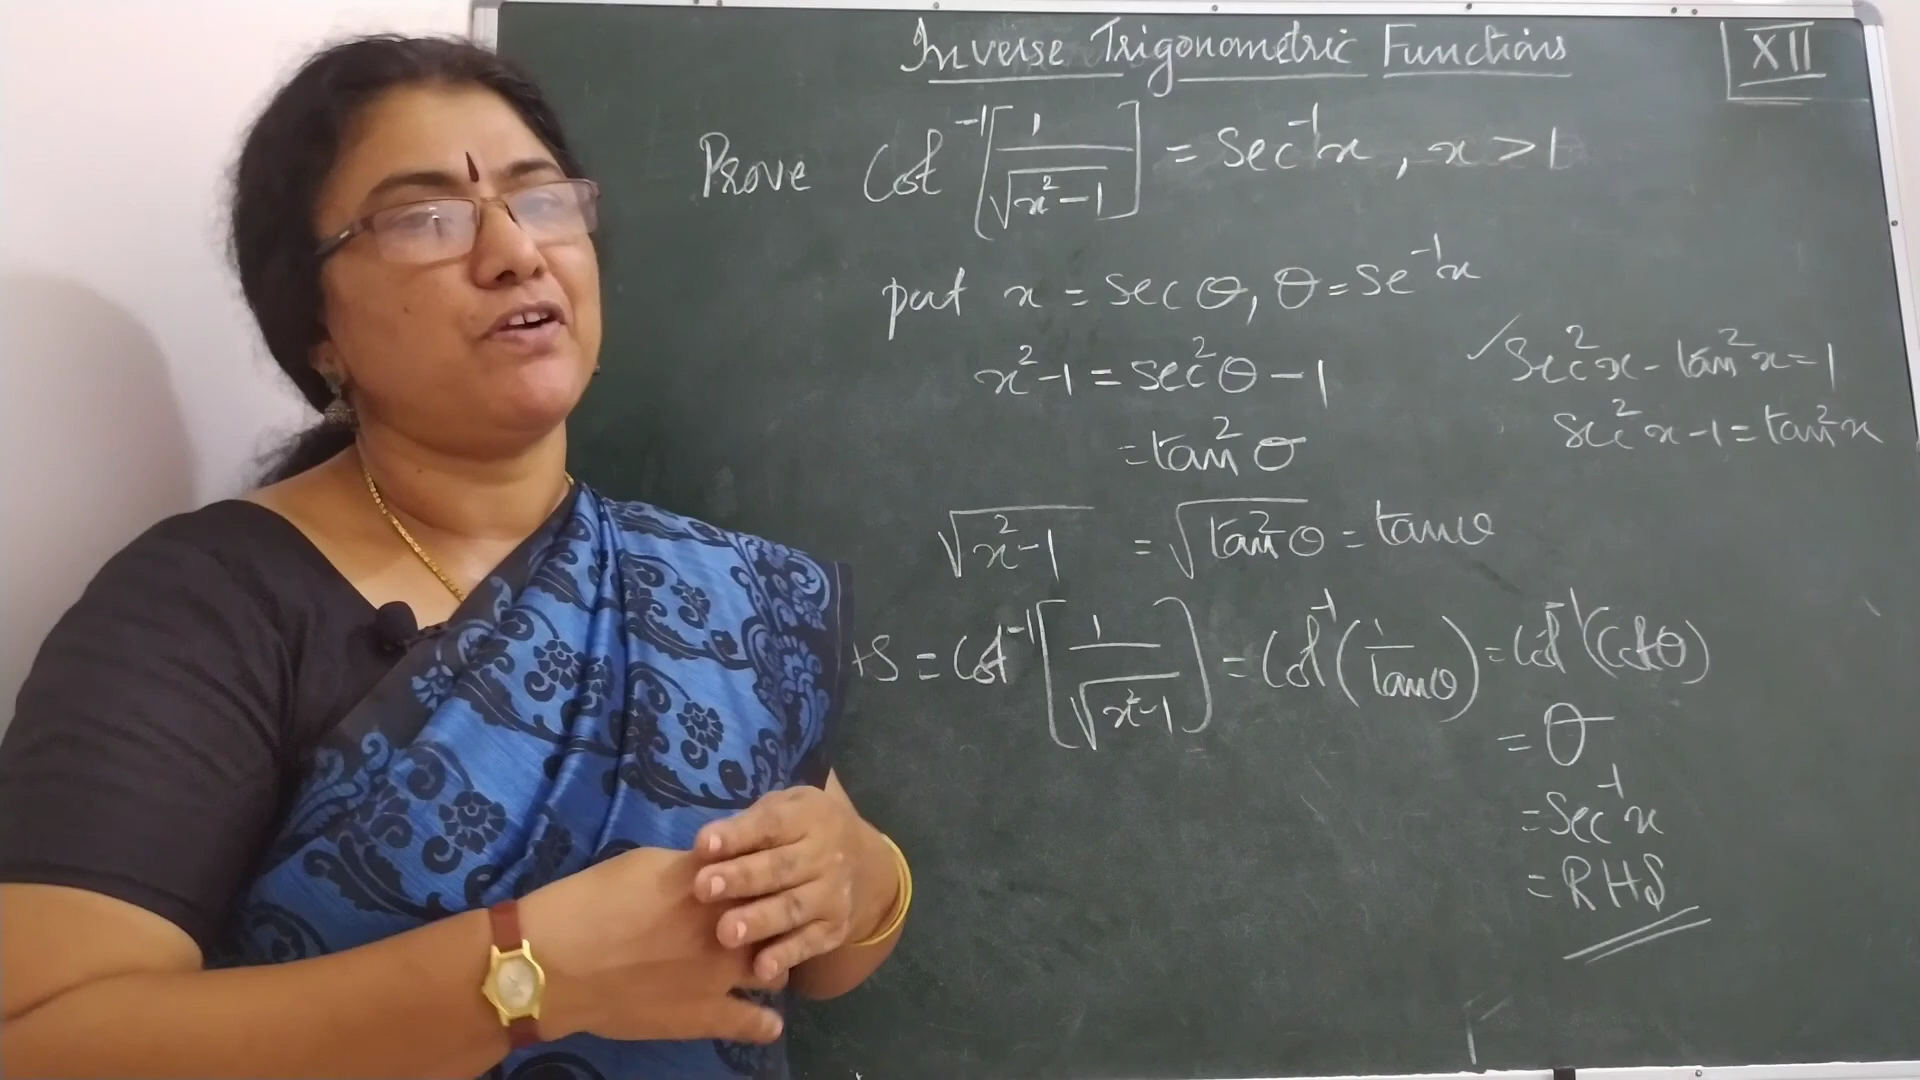 Inverse Trigonometric Functions
XII
Prove Cot⁻¹[1/√(x²-1)] = Sec⁻¹x, x > 1
put x = sec θ, θ = se⁻¹x
x²-1 = sec²θ - 1
= tan²θ
✓ Sec²x - tan²x = 1
Sec²x - 1 = tan²x
√(x²-1) = √(tan²θ) = tanθ
HS = Cot⁻¹[1/√(x²-1)] = Cot⁻¹(1/tanθ) = Cot⁻¹(Cotθ)
= θ
= Sec⁻¹x
= RHS